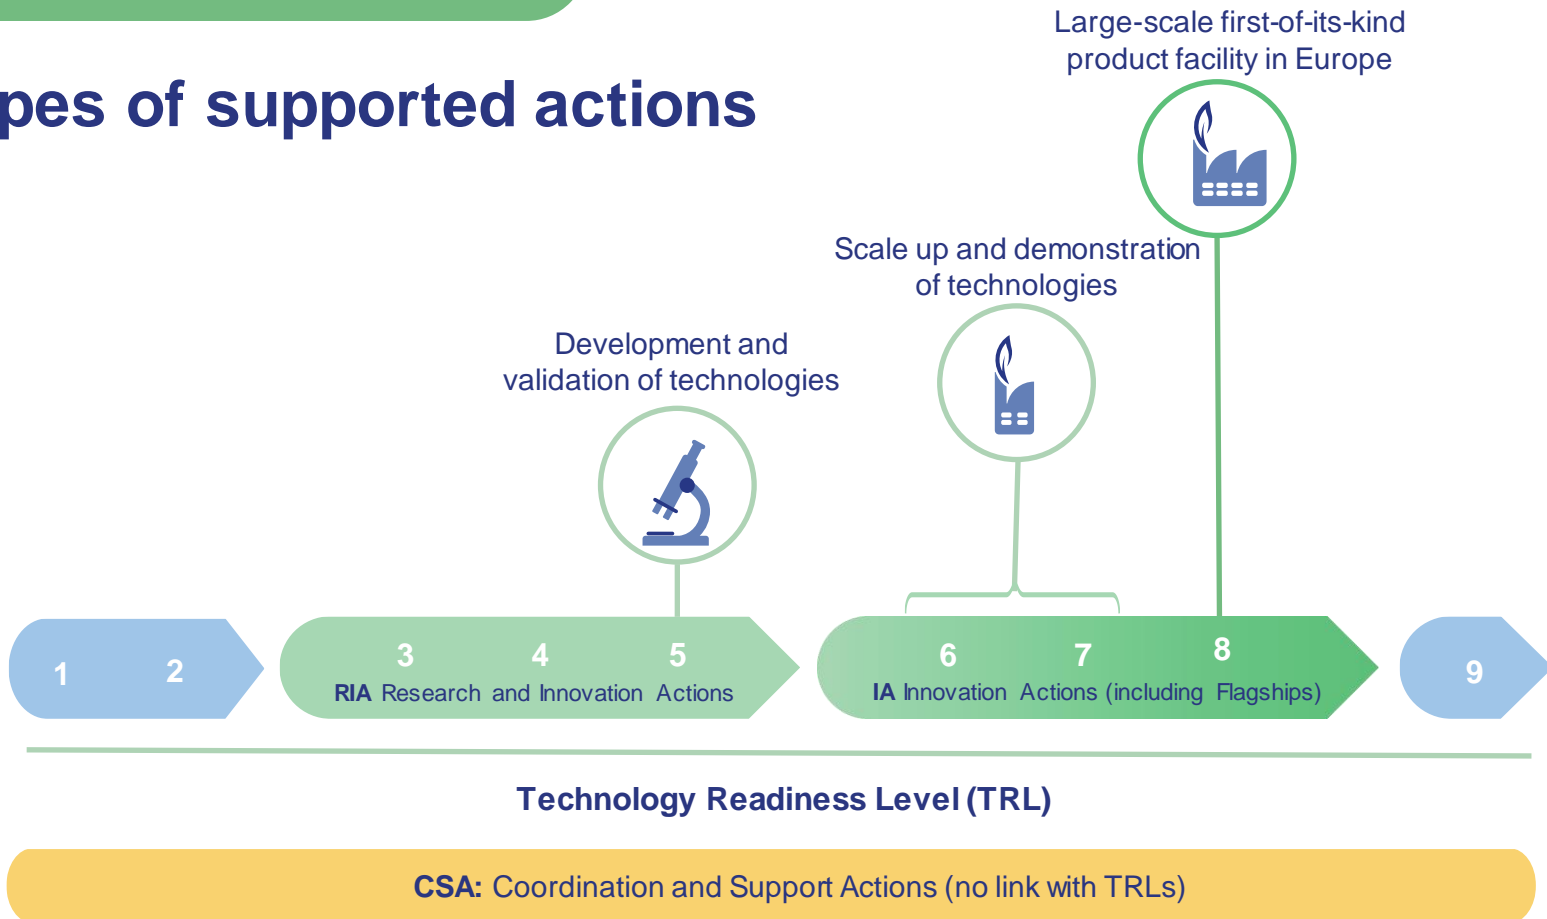 Large-scale first-of-its-kind
product facility in Europe
pes of supported actions
Scale up and demonstration
of technologies
Development and
validation of technologies
1 2 3 4 5 6 7 8 9
RIA Research and Innovation Actions
IA Innovation Actions (including Flagships)
Technology Readiness Level (TRL)
CSA: Coordination and Support Actions (no link with TRLs)